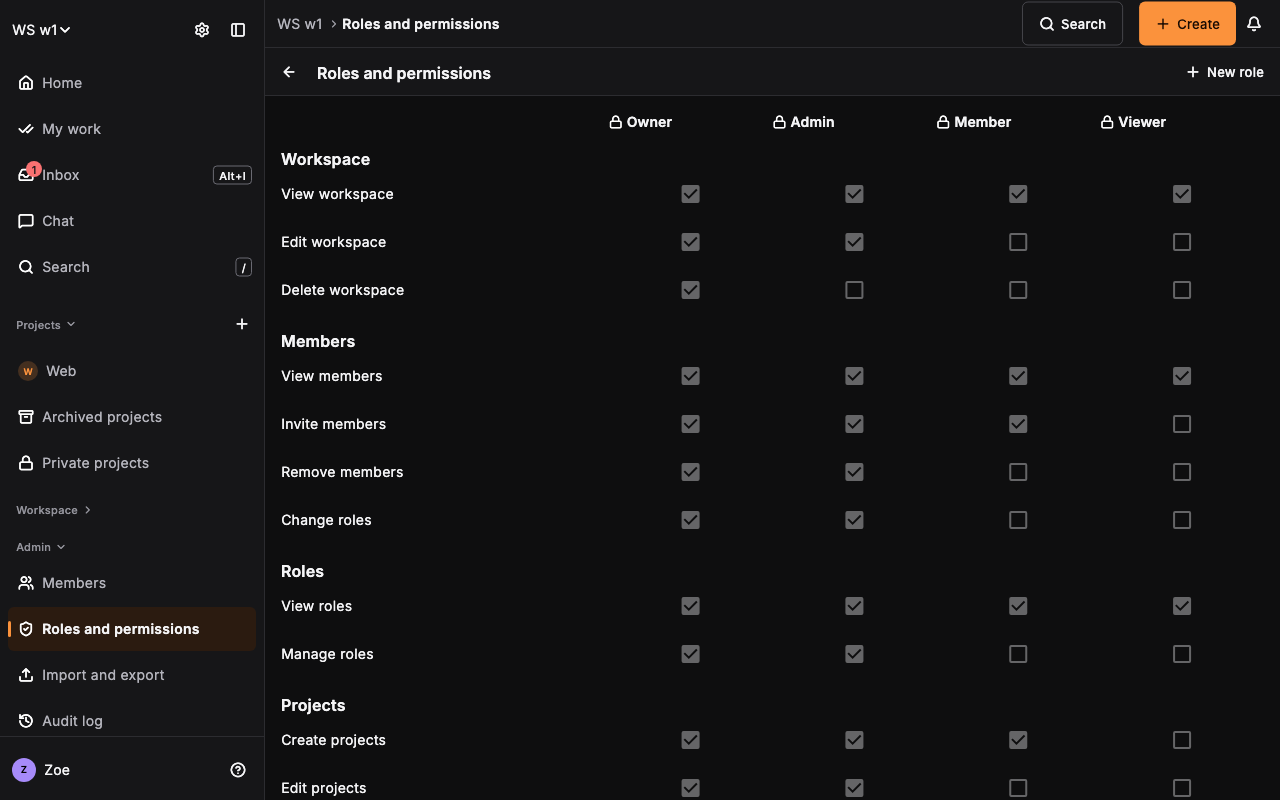 WS w1
Home
My work
1
Inbox
Alt+I
Chat
Search
/
Projects
W
Web
Archived projects
Private projects
Workspace
Admin
Members
Roles and permissions
Import and export
Audit log
Z
Zoe
WS w1 > Roles and permissions
Search
Create
Roles and permissions
New role
Owner Admin Member Viewer
Workspace
View workspace
Edit workspace
Delete workspace
Members
View members
Invite members
Remove members
Change roles
Roles
View roles
Manage roles
Projects
Create projects
Edit projects